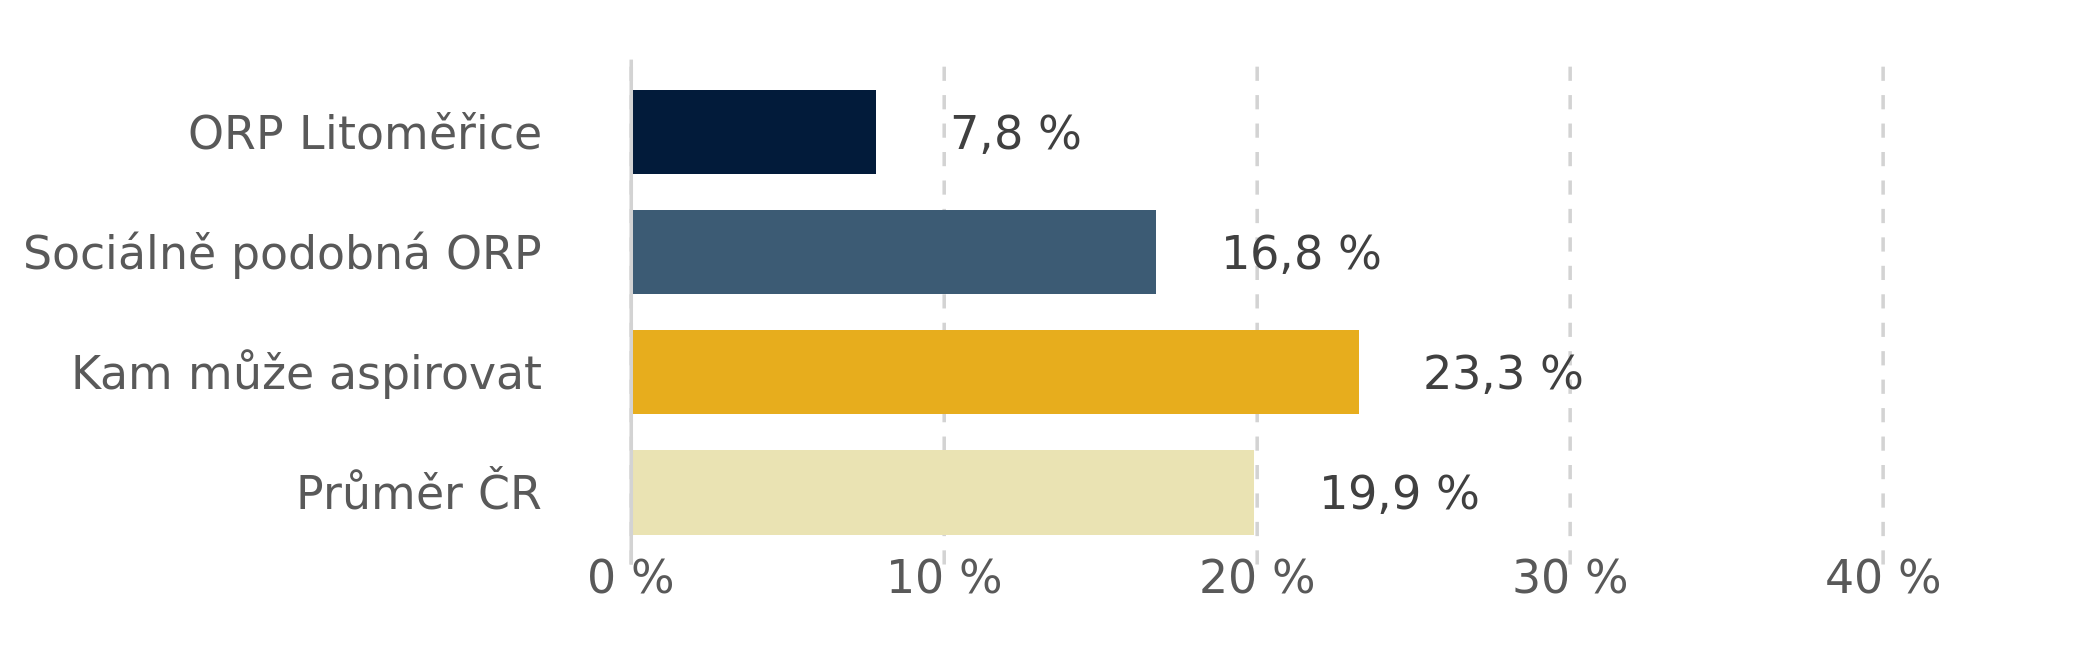 ORP Litoměřice 7,8 %
Sociálně podobná ORP 16,8 %
Kam může aspirovat 23,3 %
Průměr ČR 19,9 %
0 % 10 % 20 % 30 % 40 %